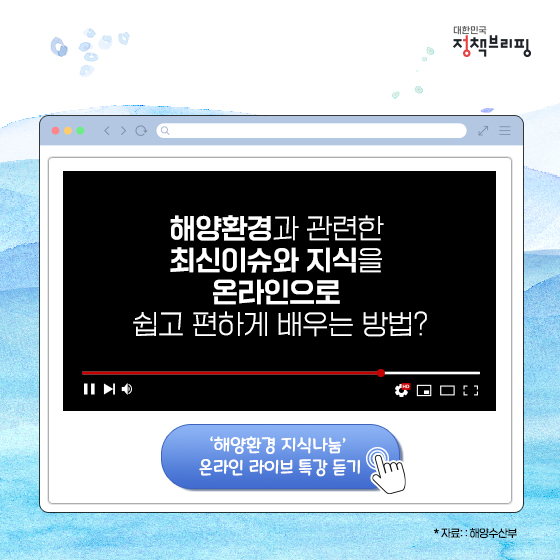 대한민국
정책브리핑
해양환경과 관련한
최신이슈와 지식을
온라인으로
쉽고 편하게 배우는 방법?
HD
‘해양환경 지식나눔’
온라인 라이브 특강 듣기
* 자료: : 해양수산부